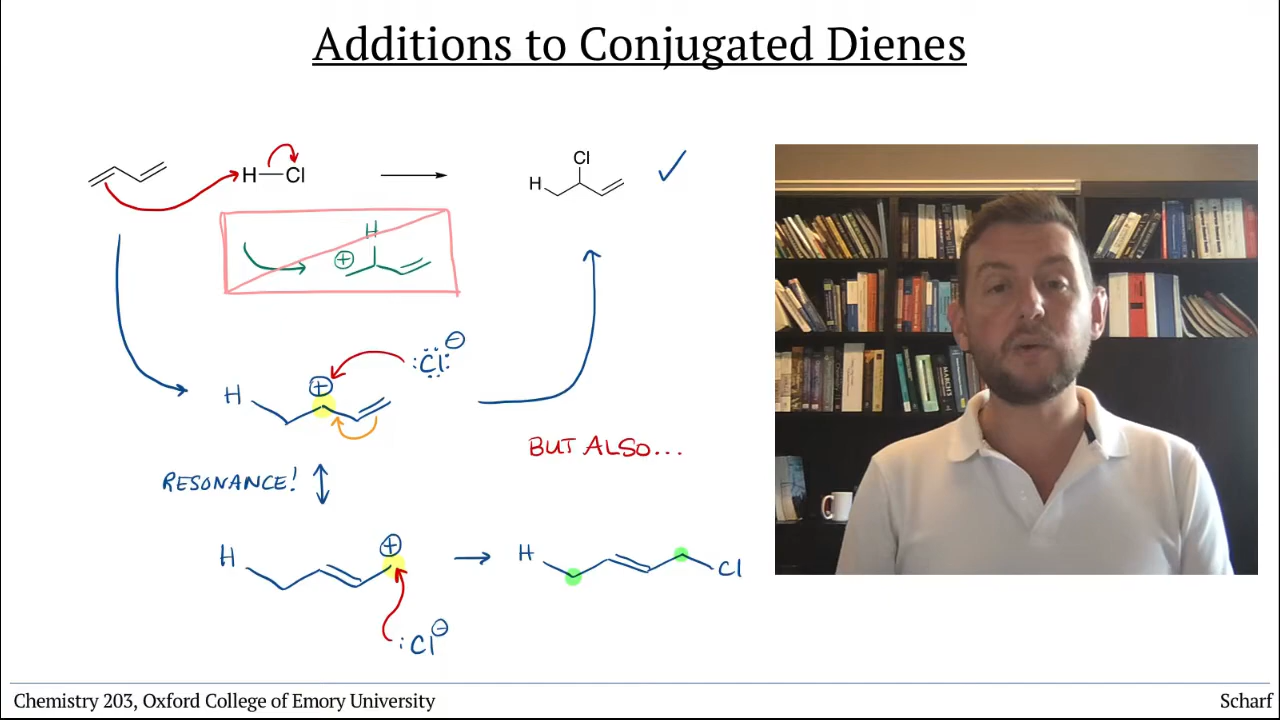 Additions to Conjugated Dienes
H Cl
Cl
H
H
⊕
:Cl: ⊖
H ⊕
BUT ALSO...
RESONANCE!
H ⊕
H Cl
:Cl ⊖
Chemistry 203, Oxford College of Emory University
Scharf
MARCH'S